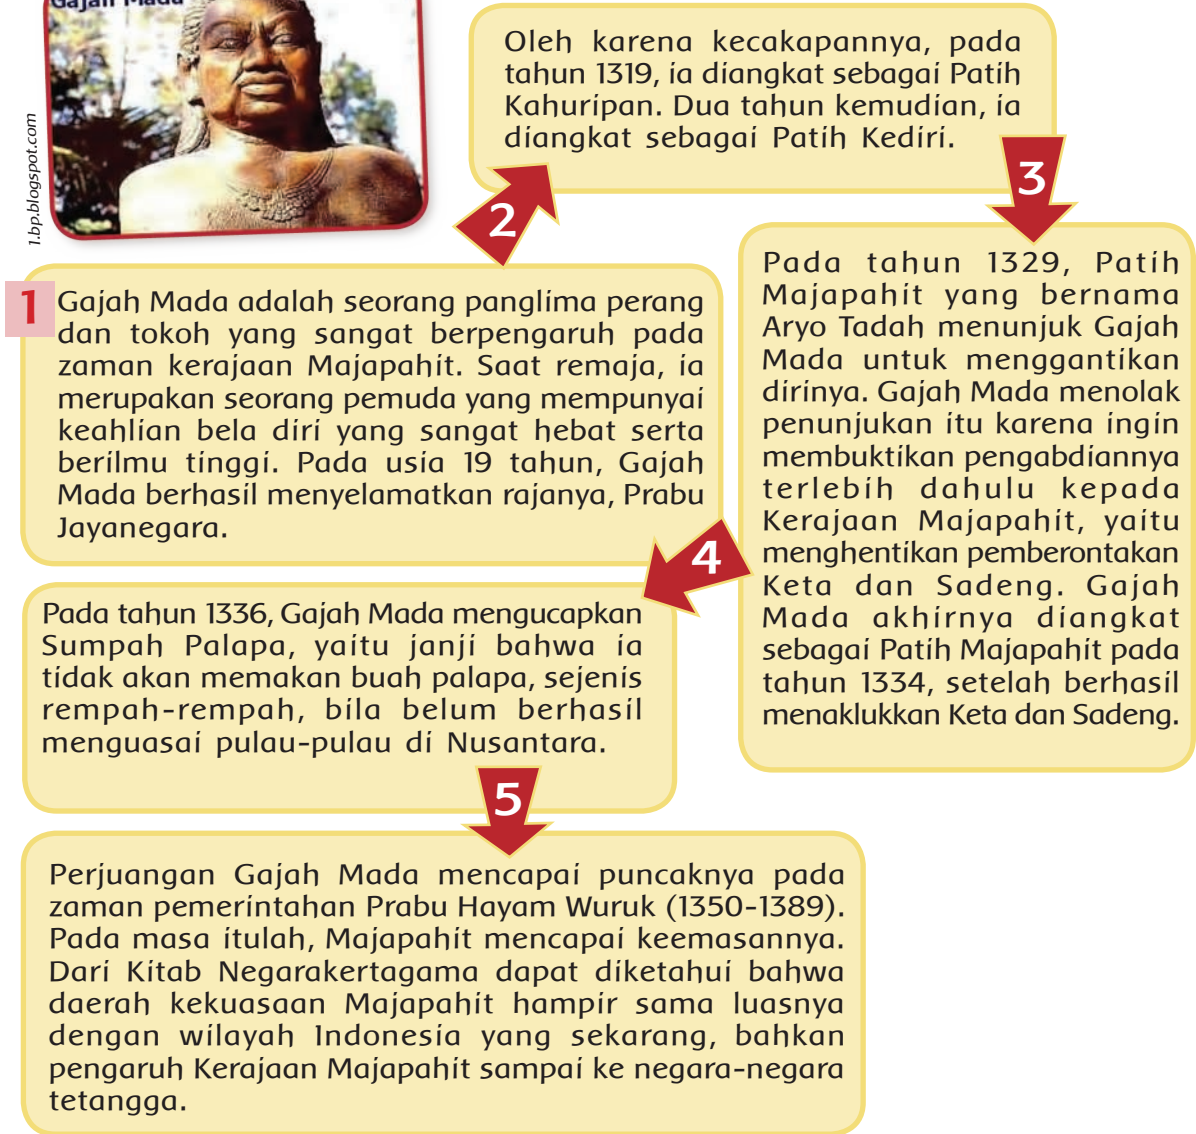 Gajah Mada
1.bp.blogspot.com
1
Gajah Mada adalah seorang panglima perang
dan tokoh yang sangat berpengaruh pada
zaman kerajaan Majapahit. Saat remaja, ia
merupakan seorang pemuda yang mempunyai
keahlian bela diri yang sangat hebat serta
berilmu tinggi. Pada usia 19 tahun, Gajah
Mada berhasil menyelamatkan rajanya, Prabu
Jayanegara.
2
Oleh karena kecakapannya, pada
tahun 1319, ia diangkat sebagai Patih
Kahuripan. Dua tahun kemudian, ia
diangkat sebagai Patih Kediri.
3
Pada tahun 1329, Patih
Majapahit yang bernama
Aryo Tadah menunjuk Gajah
Mada untuk menggantikan
dirinya. Gajah Mada menolak
penunjukan itu karena ingin
membuktikan pengabdiannya
terlebih dahulu kepada
Kerajaan Majapahit, yaitu
menghentikan pemberontakan
Keta dan Sadeng. Gajah
Mada akhirnya diangkat
sebagai Patih Majapahit pada
tahun 1334, setelah berhasil
menaklukkan Keta dan Sadeng.
4
Pada tahun 1336, Gajah Mada mengucapkan
Sumpah Palapa, yaitu janji bahwa ia
tidak akan memakan buah palapa, sejenis
rempah-rempah, bila belum berhasil
menguasai pulau-pulau di Nusantara.
5
Perjuangan Gajah Mada mencapai puncaknya pada
zaman pemerintahan Prabu Hayam Wuruk (1350-1389).
Pada masa itulah, Majapahit mencapai keemasannya.
Dari Kitab Negarakertagama dapat diketahui bahwa
daerah kekuasaan Majapahit hampir sama luasnya
dengan wilayah Indonesia yang sekarang, bahkan
pengaruh Kerajaan Majapahit sampai ke negara-negara
tetangga.